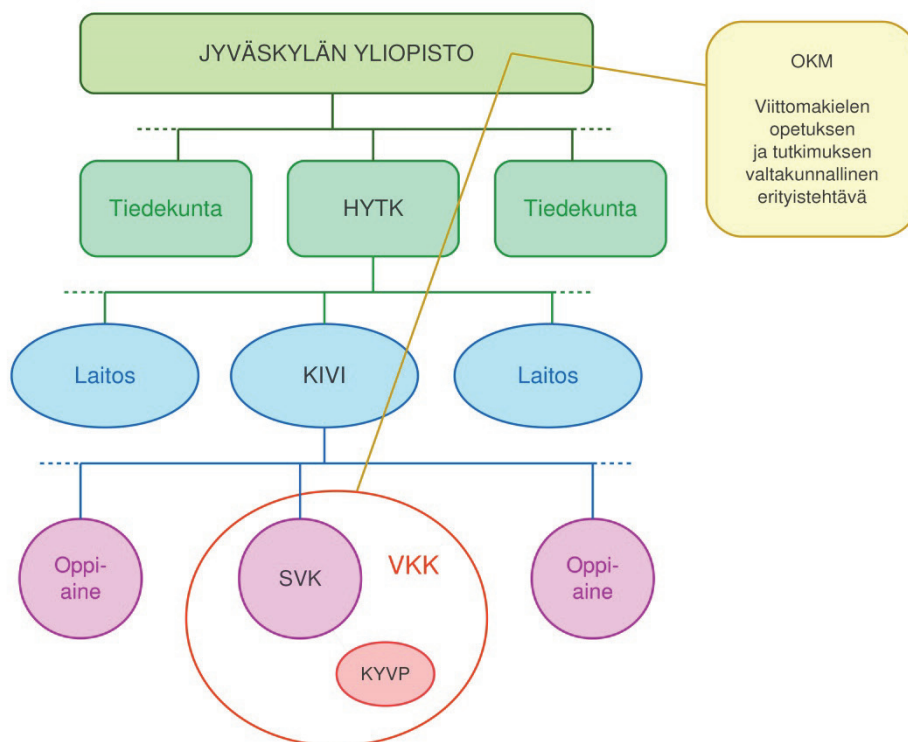 JYVÄSKYLÄN YLIOPISTO
OKM
Viittomakielen
opetuksen
ja tutkimuksen
valtakunnallinen
erityistehtävä
Tiedekunta
HYTK
Tiedekunta
Laitos
KIVI
Laitos
Oppi-
aine
SVK
VKK
Oppi-
aine
KYVP